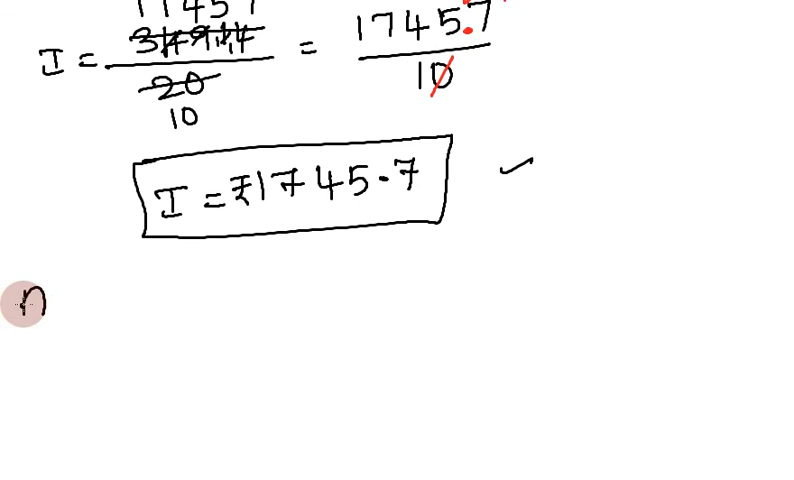 17457
I = 34914 = 1745.7
20 10
10
I = ₹1745.7 ✓
n